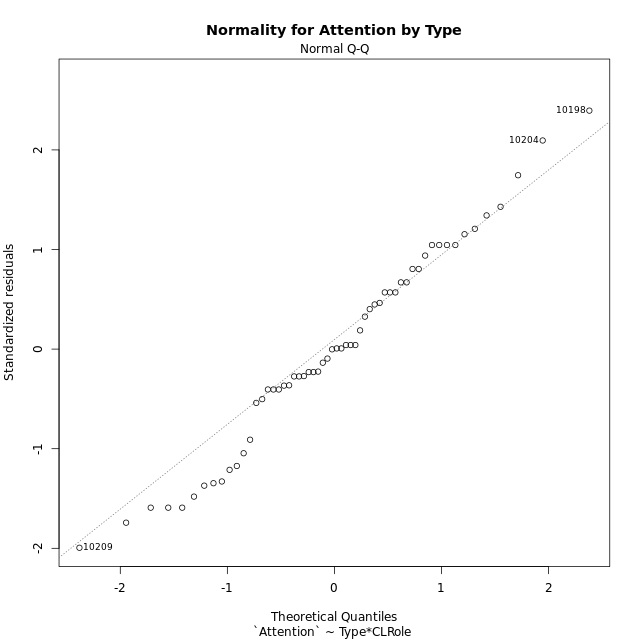 Normality for Attention by Type
Normal Q-Q
10198
10204
2
1
0
-1
-2
Standardized residuals
10209
-2 -1 0 1 2
Theoretical Quantiles
`Attention` ~ Type*CLRole